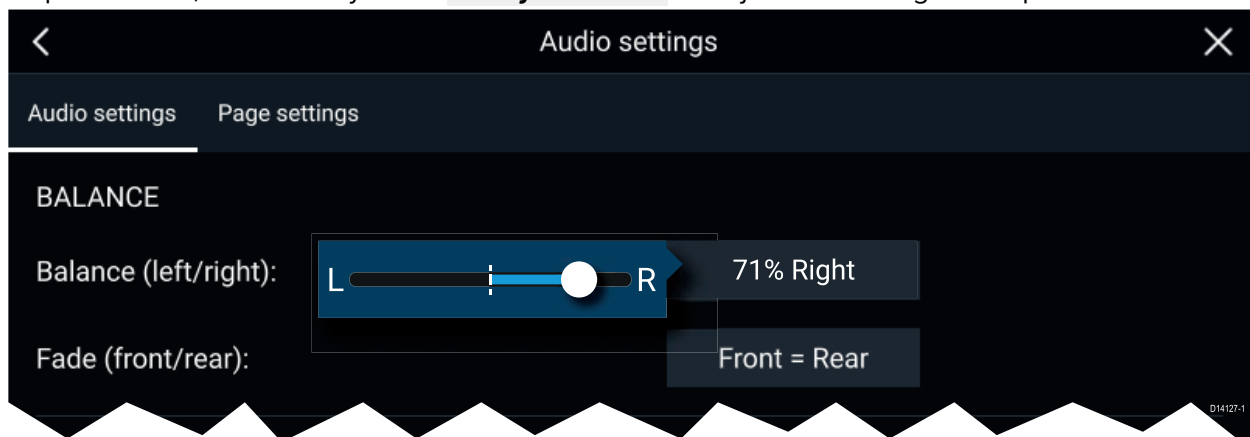 Audio settings
Audio settings Page settings
BALANCE
Balance (left/right): L R 71% Right
Fade (front/rear): Front = Rear
D14127-1